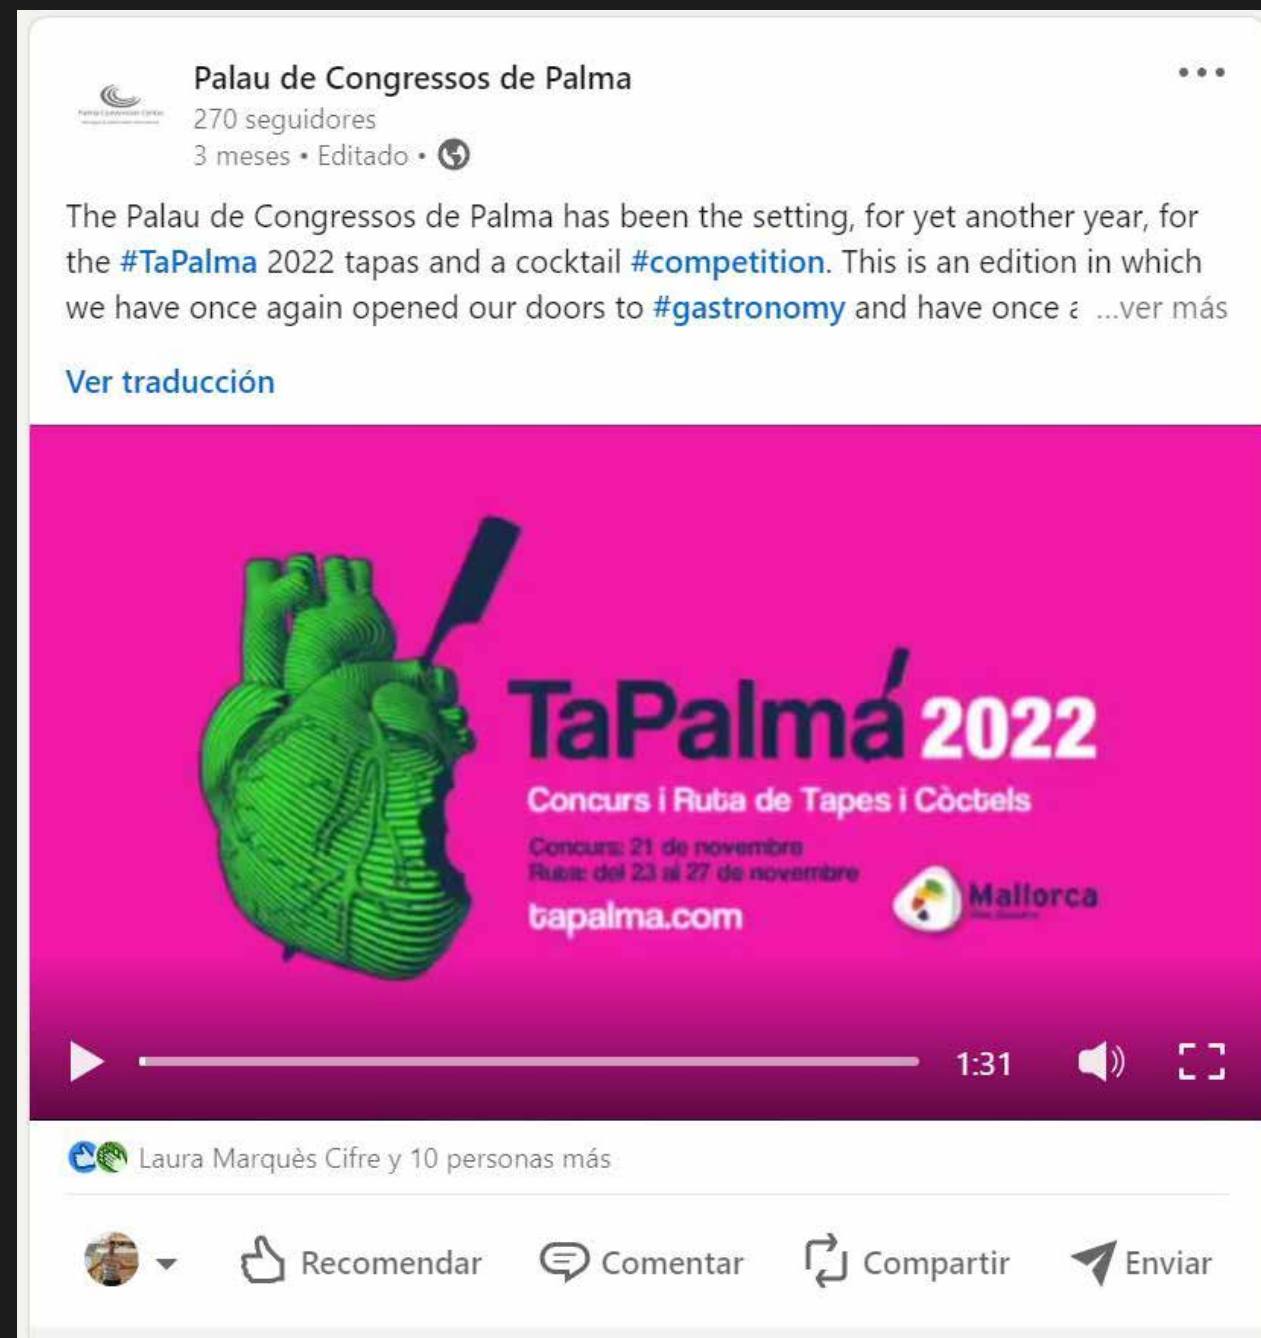 Palau de Congressos de Palma
270 seguidores
3 meses • Editado •
The Palau de Congressos de Palma has been the setting, for yet another year, for
the #TaPalma 2022 tapas and a cocktail #competition. This is an edition in which
we have once again opened our doors to #gastronomy and have once a ...ver más
Ver traducción
TaPalma 2022
Concurs i Ruta de Tapes i Còctels
Concurs: 21 de novembre
Ruta: del 23 al 27 de novembre
tapalma.com
Mallorca
1:31
Laura Marquès Cifre y 10 personas más
Recomendar
Comentar
Compartir
Enviar